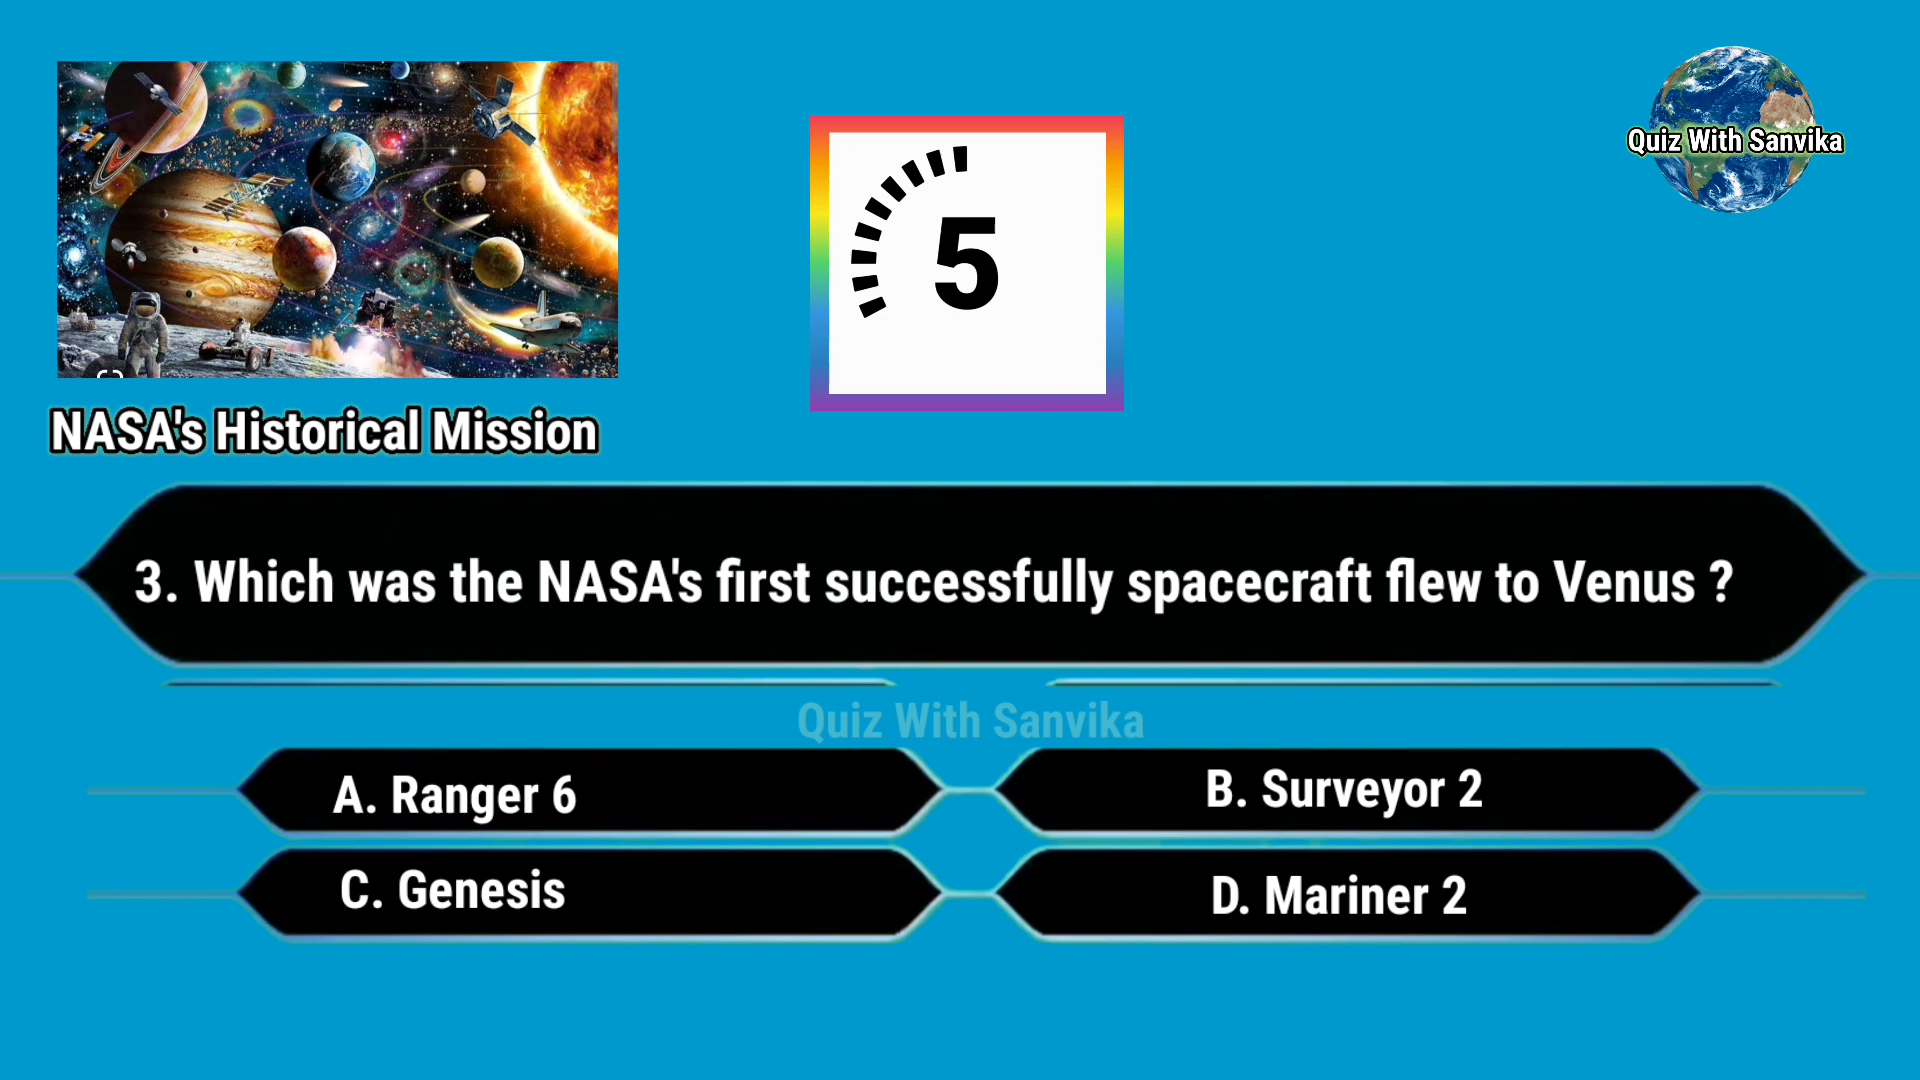 Quiz With Sanvika
5
NASA's Historical Mission
3. Which was the NASA's first successfully spacecraft flew to Venus ?
Quiz With Sanvika
A. Ranger 6
B. Surveyor 2
C. Genesis
D. Mariner 2